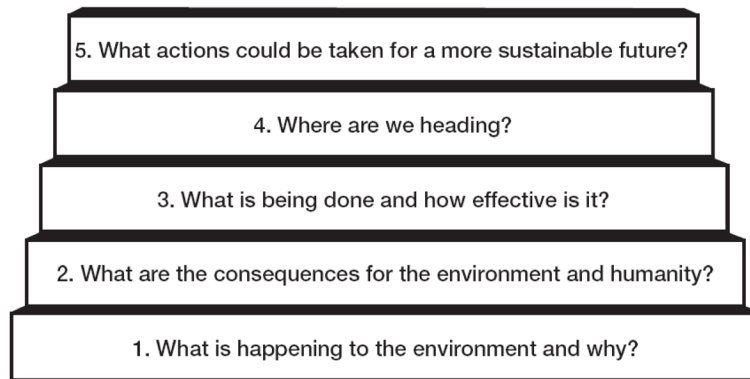 5. What actions could be taken for a more sustainable future?
4. Where are we heading?
3. What is being done and how effective is it?
2. What are the consequences for the environment and humanity?
1. What is happening to the environment and why?